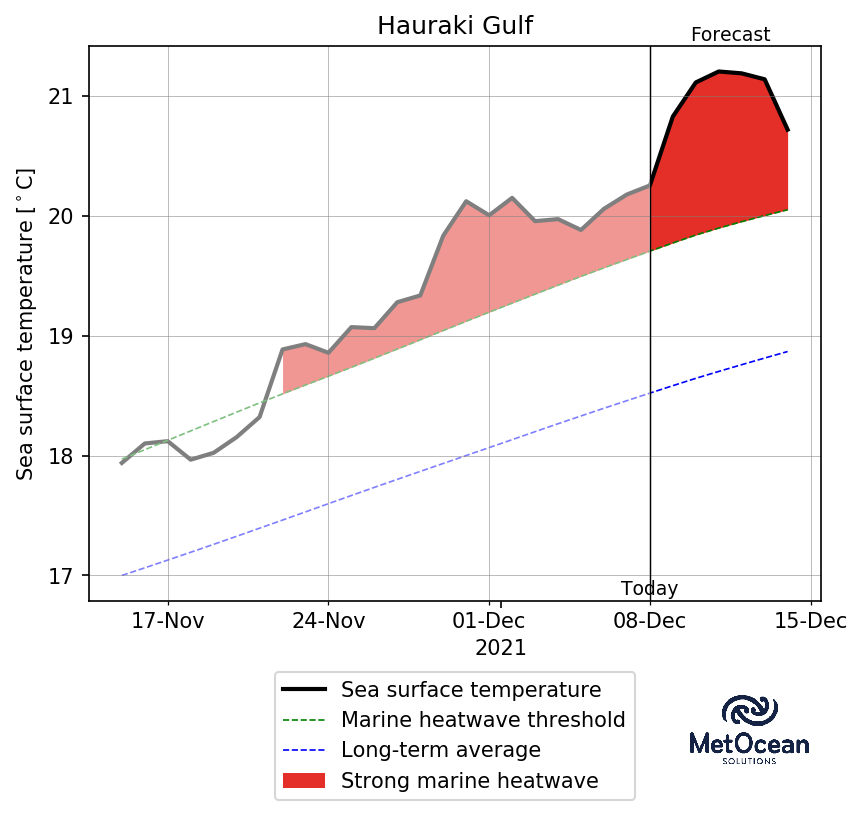 Hauraki Gulf
Forecast
Sea surface temperature [°C]
21
20
19
18
17
Today
17-Nov 24-Nov 01-Dec 08-Dec 15-Dec
2021
Sea surface temperature
Marine heatwave threshold
Long-term average
Strong marine heatwave
MetOcean
SOLUTIONS